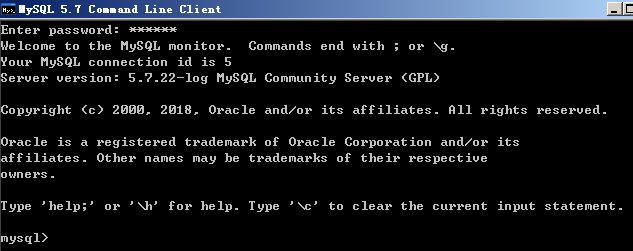 MySQL 5.7 Command Line Client
Enter password: ******
Welcome to the MySQL monitor.  Commands end with ; or \g.
Your MySQL connection id is 5
Server version: 5.7.22-log MySQL Community Server (GPL)
Copyright (c) 2000, 2018, Oracle and/or its affiliates. All rights reserved.
Oracle is a registered trademark of Oracle Corporation and/or its
affiliates. Other names may be trademarks of their respective
owners.
Type 'help;' or '\h' for help. Type '\c' to clear the current input statement.
mysql>